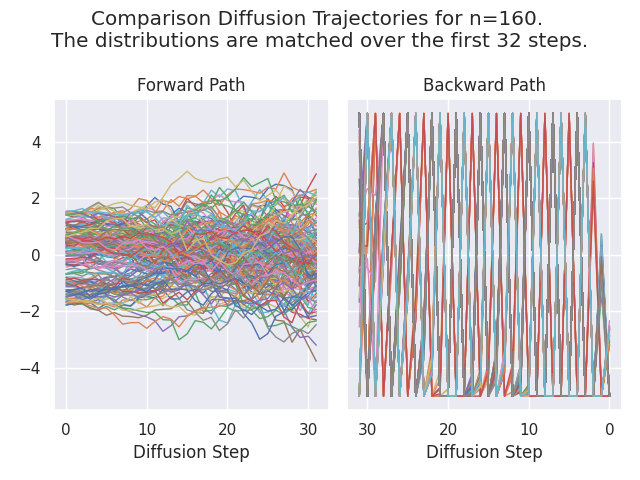 Comparison Diffusion Trajectories for n=160.
The distributions are matched over the first 32 steps.
Forward Path
Backward Path
4
2
0
−2
−4
0 10 20 30
30 20 10 0
Diffusion Step
Diffusion Step